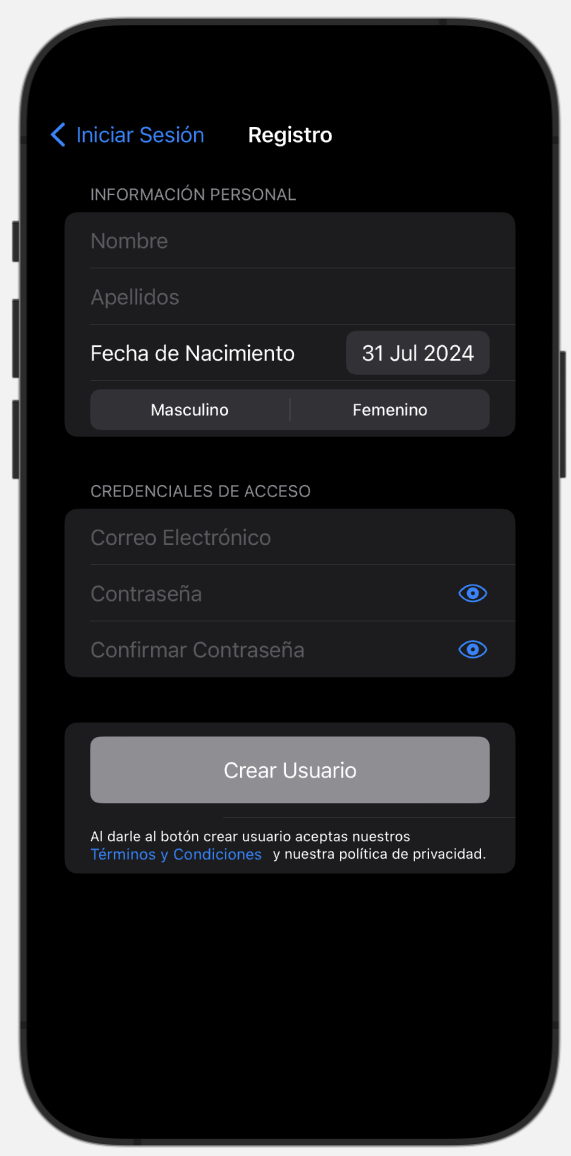 Iniciar Sesión Registro
INFORMACIÓN PERSONAL
Nombre
Apellidos
Fecha de Nacimiento 31 Jul 2024
Masculino Femenino
CREDENCIALES DE ACCESO
Correo Electrónico
Contraseña
Confirmar Contraseña
Crear Usuario
Al darle al botón crear usuario aceptas nuestros
Términos y Condiciones y nuestra política de privacidad.